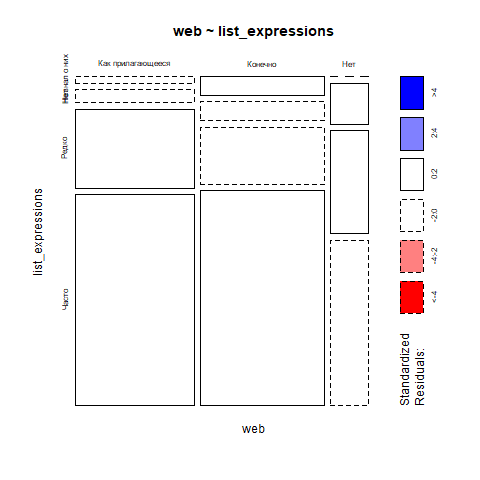 web ~ list_expressions
Как прилагающееся
Конечно
Нет
знал о них
Нет
Редко
Часто
list_expressions
web
>4
2:4
0:2
-2:0
-4:-2
<-4
Standardized
Residuals: